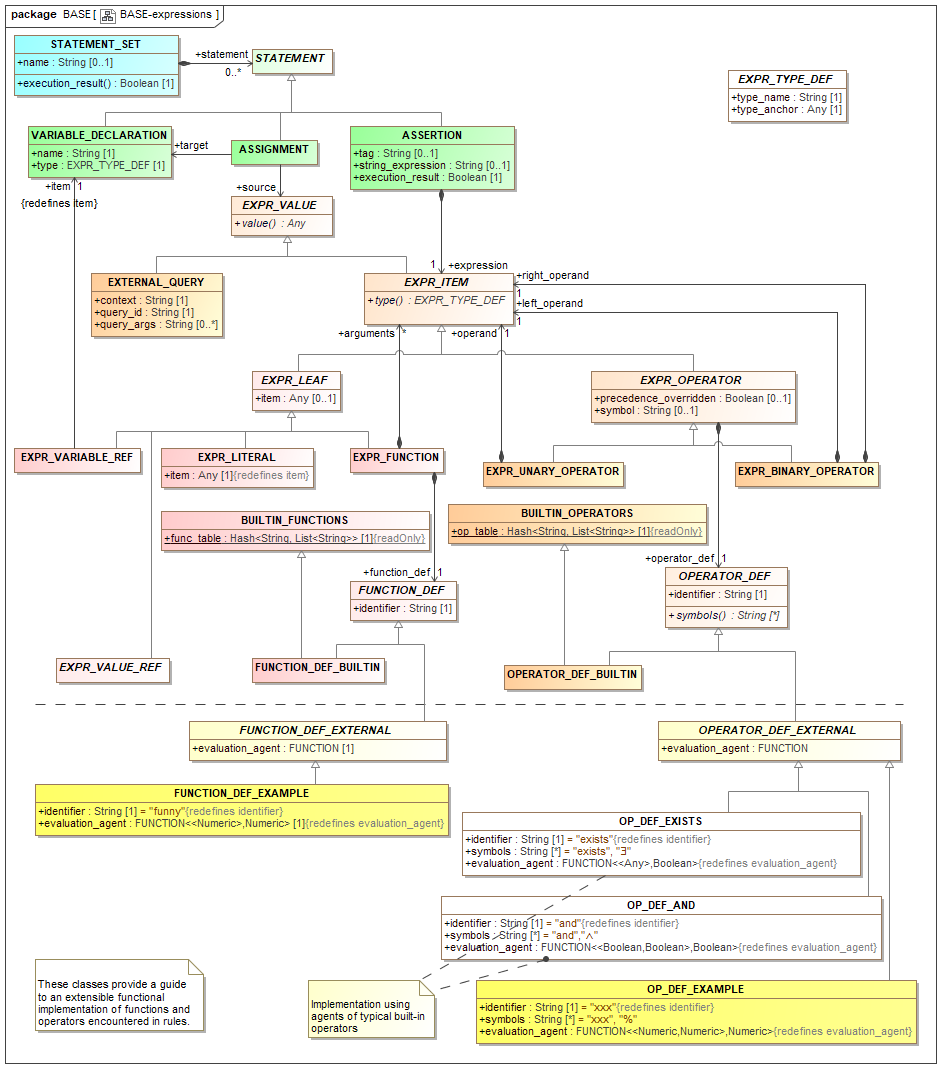 package BASE [ BASE-expressions ]
STATEMENT_SET
+name : String [0..1]
+execution_result() : Boolean [1]
+statement
0..*
STATEMENT
EXPR_TYPE_DEF
+type_name : String [1]
+type_anchor : Any [1]
VARIABLE_DECLARATION
+name : String [1]
+type : EXPR_TYPE_DEF [1]
+target
ASSIGNMENT
ASSERTION
+tag : String [0..1]
+string_expression : String [0..1]
+execution_result : Boolean [1]
+item 1
{redefines item}
+source
EXPR_VALUE
+value() : Any
1 +expression
EXTERNAL_QUERY
+context : String [1]
+query_id : String [1]
+query_args : String [0..*]
EXPR_ITEM
+type() : EXPR_TYPE_DEF
+right_operand
1
+left_operand
1
+arguments *
+operand 1
EXPR_LEAF
+item : Any [0..1]
EXPR_OPERATOR
+precedence_overridden : Boolean [0..1]
+symbol : String [0..1]
EXPR_VARIABLE_REF
EXPR_LITERAL
+item : Any [1]{redefines item}
EXPR_FUNCTION
EXPR_UNARY_OPERATOR
EXPR_BINARY_OPERATOR
BUILTIN_FUNCTIONS
+func_table : Hash<String, List<String>> [1]{readOnly}
BUILTIN_OPERATORS
+op_table : Hash<String, List<String>> [1]{readOnly}
+function_def 1
FUNCTION_DEF
+identifier : String [1]
+operator_def 1
OPERATOR_DEF
+identifier : String [1]
+symbols() : String [*]
EXPR_VALUE_REF
FUNCTION_DEF_BUILTIN
OPERATOR_DEF_BUILTIN
FUNCTION_DEF_EXTERNAL
+evaluation_agent : FUNCTION [1]
OPERATOR_DEF_EXTERNAL
+evaluation_agent : FUNCTION
FUNCTION_DEF_EXAMPLE
+identifier : String [1] = "funny"{redefines identifier}
+evaluation_agent : FUNCTION<<Numeric>,Numeric> [1]{redefines evaluation_agent}
OP_DEF_EXISTS
+identifier : String [1] = "exists"{redefines identifier}
+symbols : String [*] = "exists", "∃"
+evaluation_agent : FUNCTION<<Any>,Boolean>{redefines evaluation_agent}
OP_DEF_AND
+identifier : String [1] = "and"{redefines identifier}
+symbols : String [*] = "and","∧"
+evaluation_agent : FUNCTION<<Boolean,Boolean>,Boolean>{redefines evaluation_agent}
These classes provide a guide
to an extensible functional
implementation of functions and
operators encountered in rules.
Implementation using
agents of typical built-in
operators
OP_DEF_EXAMPLE
+identifier : String [1] = "xxx"{redefines identifier}
+symbols : String [*] = "xxx", "%"
+evaluation_agent : FUNCTION<<Numeric,Numeric>,Numeric>{redefines evaluation_agent}